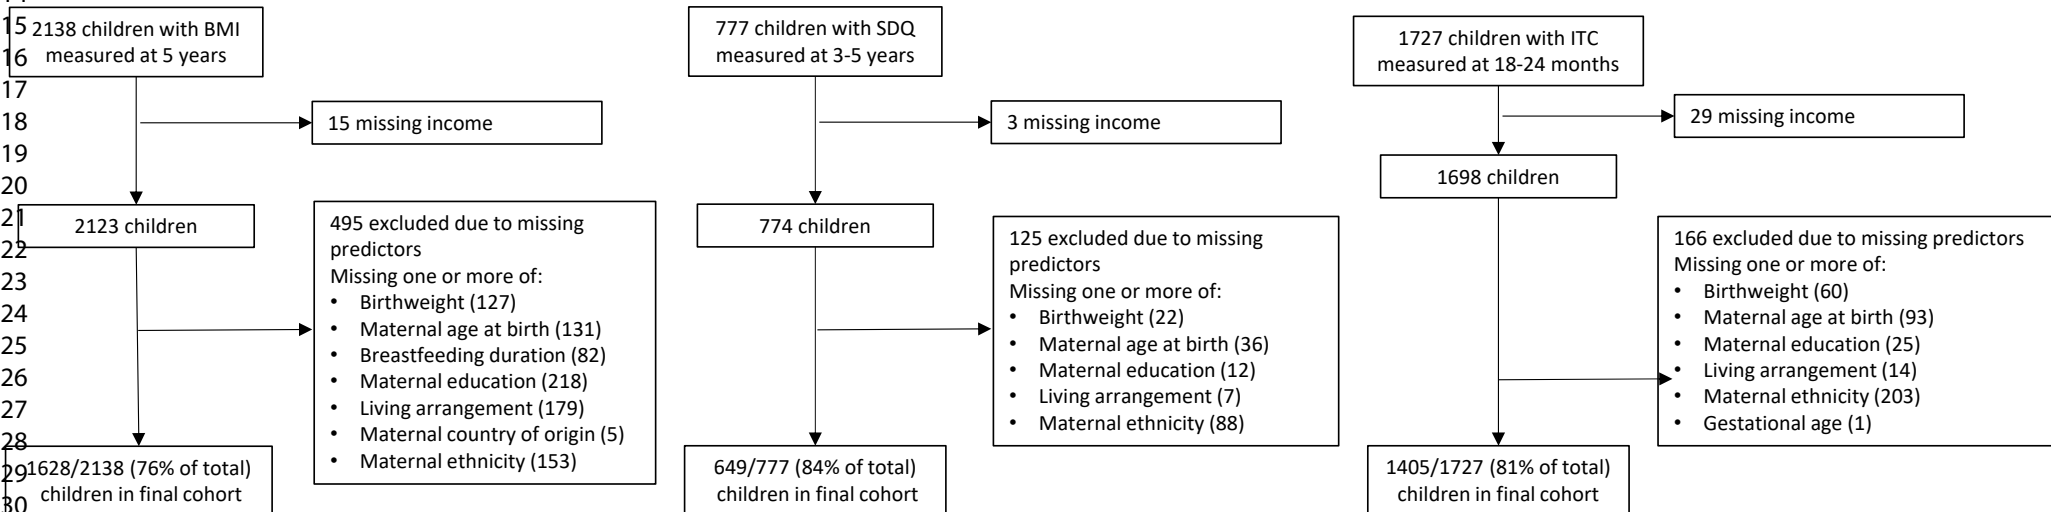 15
16
17
18
19
20
21
22
23
24
25
26
27
28
29
30
2138 children with BMI
measured at 5 years
15 missing income
2123 children
495 excluded due to missing
predictors
Missing one or more of:
• Birthweight (127)
• Maternal age at birth (131)
• Breastfeeding duration (82)
• Maternal education (218)
• Living arrangement (179)
• Maternal country of origin (5)
• Maternal ethnicity (153)
1628/2138 (76% of total)
children in final cohort
777 children with SDQ
measured at 3-5 years
3 missing income
774 children
125 excluded due to missing
predictors
Missing one or more of:
• Birthweight (22)
• Maternal age at birth (36)
• Maternal education (12)
• Living arrangement (7)
• Maternal ethnicity (88)
649/777 (84% of total)
children in final cohort
1727 children with ITC
measured at 18-24 months
29 missing income
1698 children
166 excluded due to missing predictors
Missing one or more of:
• Birthweight (60)
• Maternal age at birth (93)
• Maternal education (25)
• Living arrangement (14)
• Maternal ethnicity (203)
• Gestational age (1)
1405/1727 (81% of total)
children in final cohort